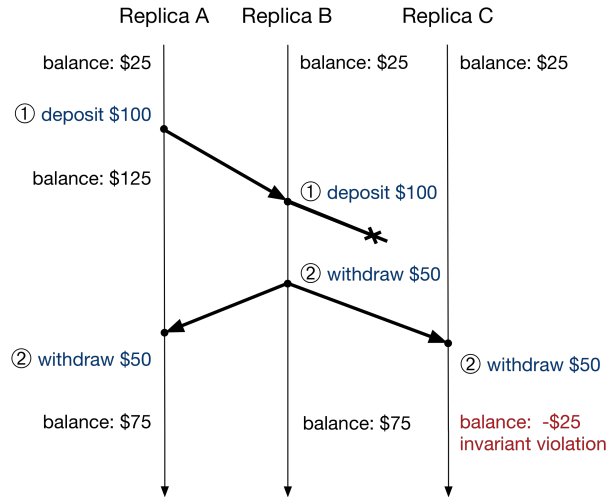 Replica A Replica B Replica C
balance: $25 balance: $25 balance: $25
① deposit $100
balance: $125
① deposit $100
② withdraw $50
② withdraw $50
② withdraw $50
balance: $75 balance: $75 balance: -$25
invariant violation